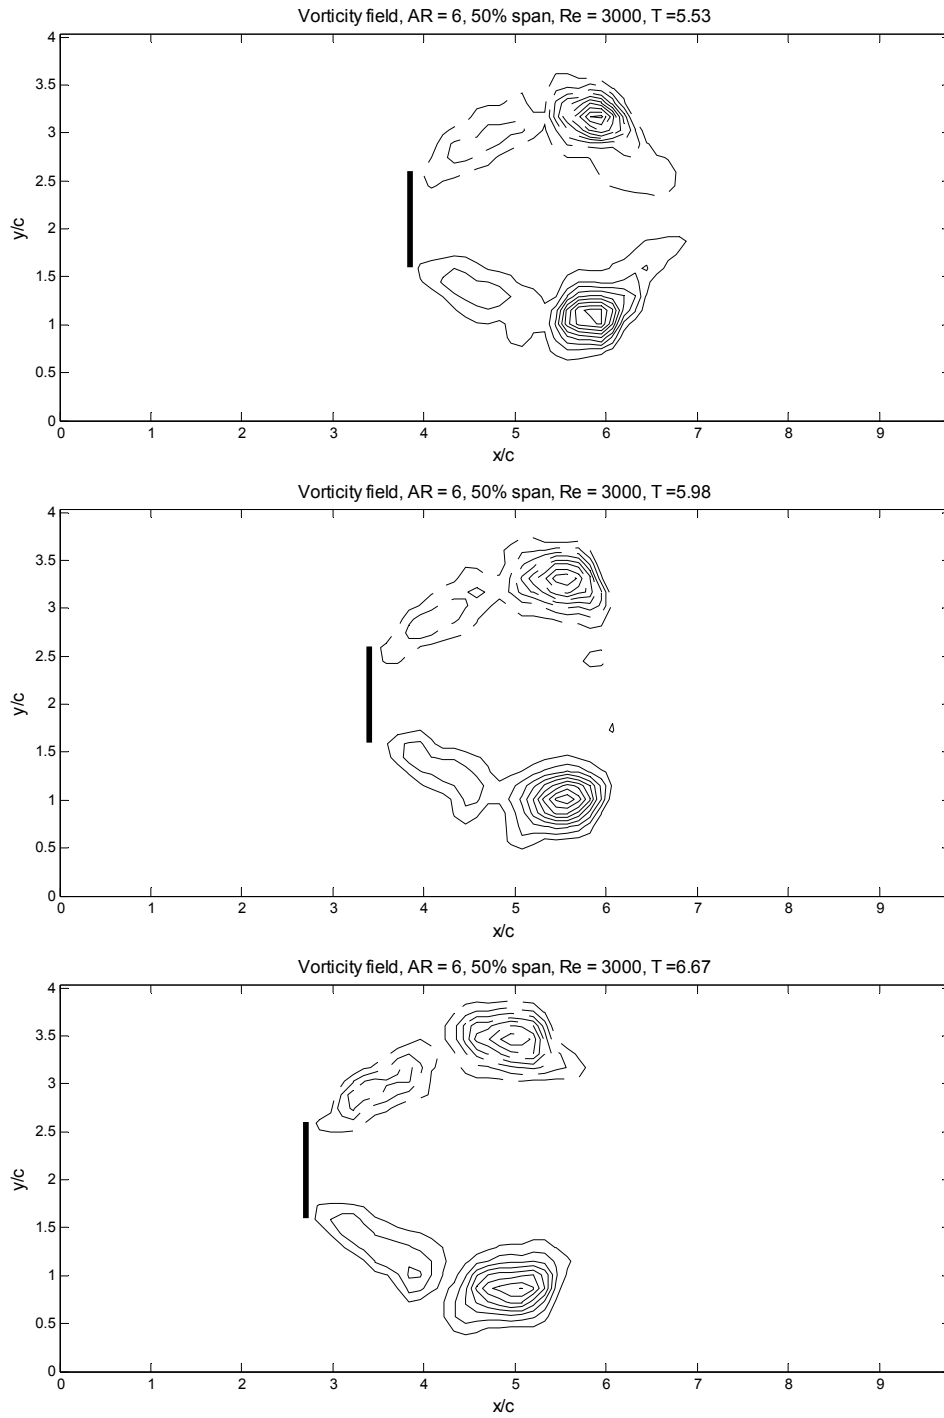 Vorticity field, AR = 6, 50% span, Re = 3000, T =5.53
4
3.5
3
2.5
2
1.5
1
0.5
0
y/c
0 1 2 3 4 5 6 7 8 9
x/c
Vorticity field, AR = 6, 50% span, Re = 3000, T =5.98
4
3.5
3
2.5
2
1.5
1
0.5
0
y/c
0 1 2 3 4 5 6 7 8 9
x/c
Vorticity field, AR = 6, 50% span, Re = 3000, T =6.67
4
3.5
3
2.5
2
1.5
1
0.5
0
y/c
0 1 2 3 4 5 6 7 8 9
x/c